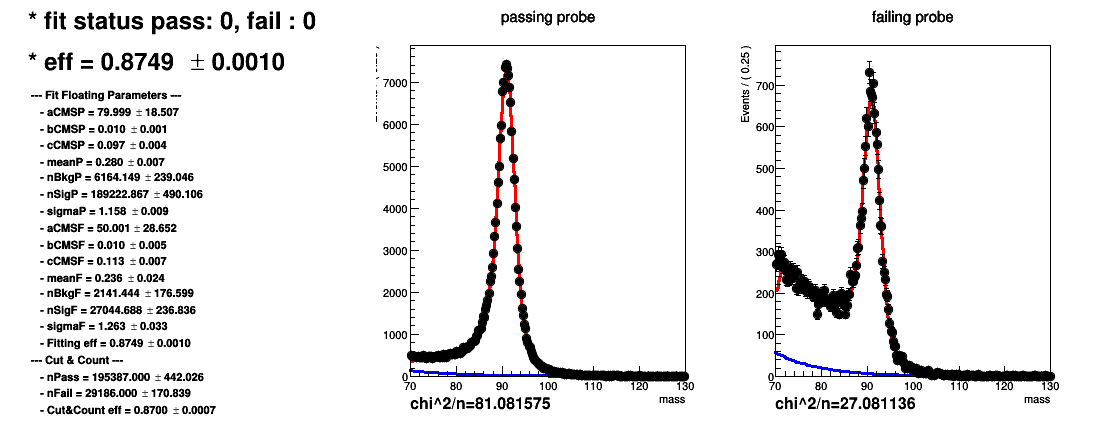 * fit status pass: 0, fail : 0
* eff = 0.8749 ± 0.0010
--- Fit Floating Parameters ---
- aCMSP = 79.999 ± 18.507
- bCMSP = 0.010 ± 0.001
- cCMSP = 0.097 ± 0.004
- meanP = 0.280 ± 0.007
- nBkgP = 6164.149 ± 239.046
- nSigP = 189222.867 ± 490.106
- sigmaP = 1.158 ± 0.009
- aCMSF = 50.001 ± 28.652
- bCMSF = 0.010 ± 0.005
- cCMSF = 0.113 ± 0.007
- meanF = 0.236 ± 0.024
- nBkgF = 2141.444 ± 176.599
- nSigF = 27044.688 ± 236.836
- sigmaF = 1.263 ± 0.033
- Fitting eff = 0.8749 ± 0.0010
--- Cut & Count ---
- nPass = 195387.000 ± 442.026
- nFail = 29186.000 ± 170.839
- Cut&Count eff = 0.8700 ± 0.0007
passing probe
7000
6000
5000
4000
3000
2000
1000
0
70 80 90 100 110 120 130
mass
chi^2/n=81.081575
failing probe
Events / ( 0.25 )
700
600
500
400
300
200
100
0
70 80 90 100 110 120 130
mass
chi^2/n=27.081136